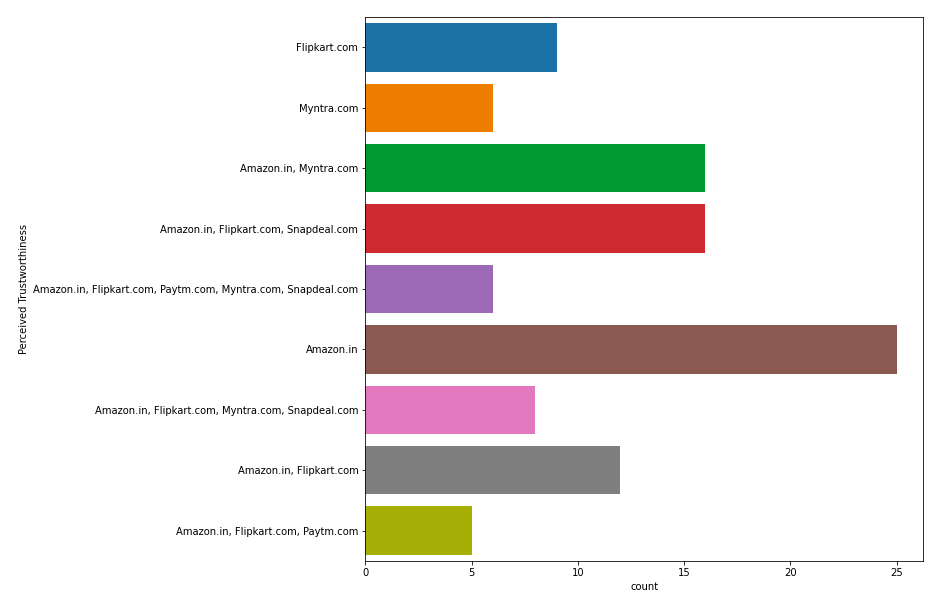 Perceived Trustworthiness
Flipkart.com
Myntra.com
Amazon.in, Myntra.com
Amazon.in, Flipkart.com, Snapdeal.com
Amazon.in, Flipkart.com, Paytm.com, Myntra.com, Snapdeal.com
Amazon.in
Amazon.in, Flipkart.com, Myntra.com, Snapdeal.com
Amazon.in, Flipkart.com
Amazon.in, Flipkart.com, Paytm.com
0 5 10 15 20 25
count